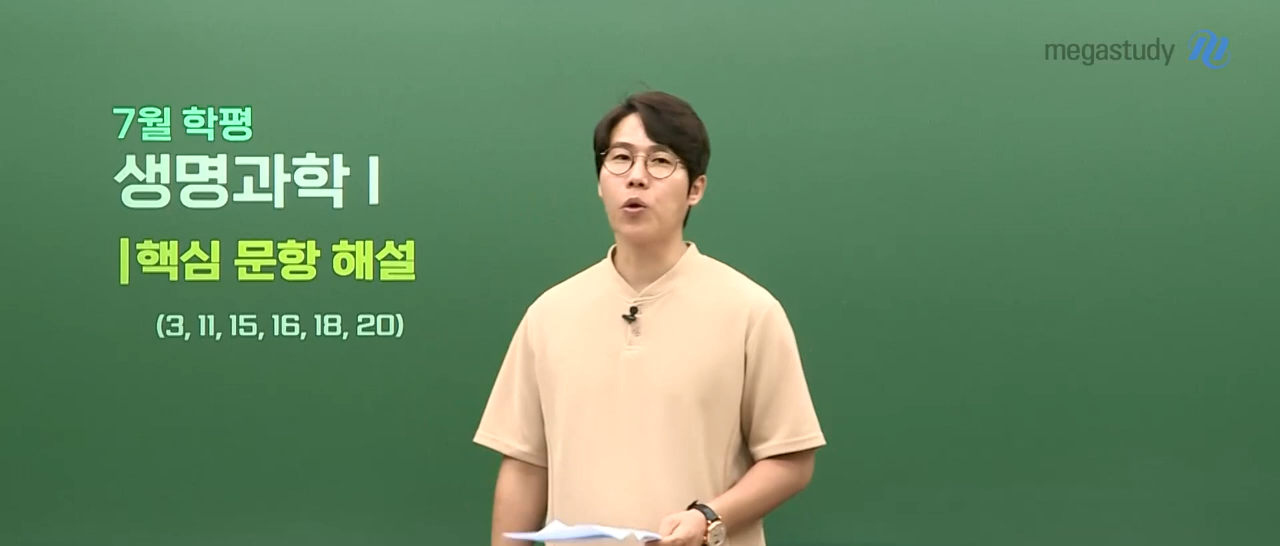 megastudy
7월 학평
생명과학 I
핵심 문항 해설
(3, 11, 15, 16, 18, 20)